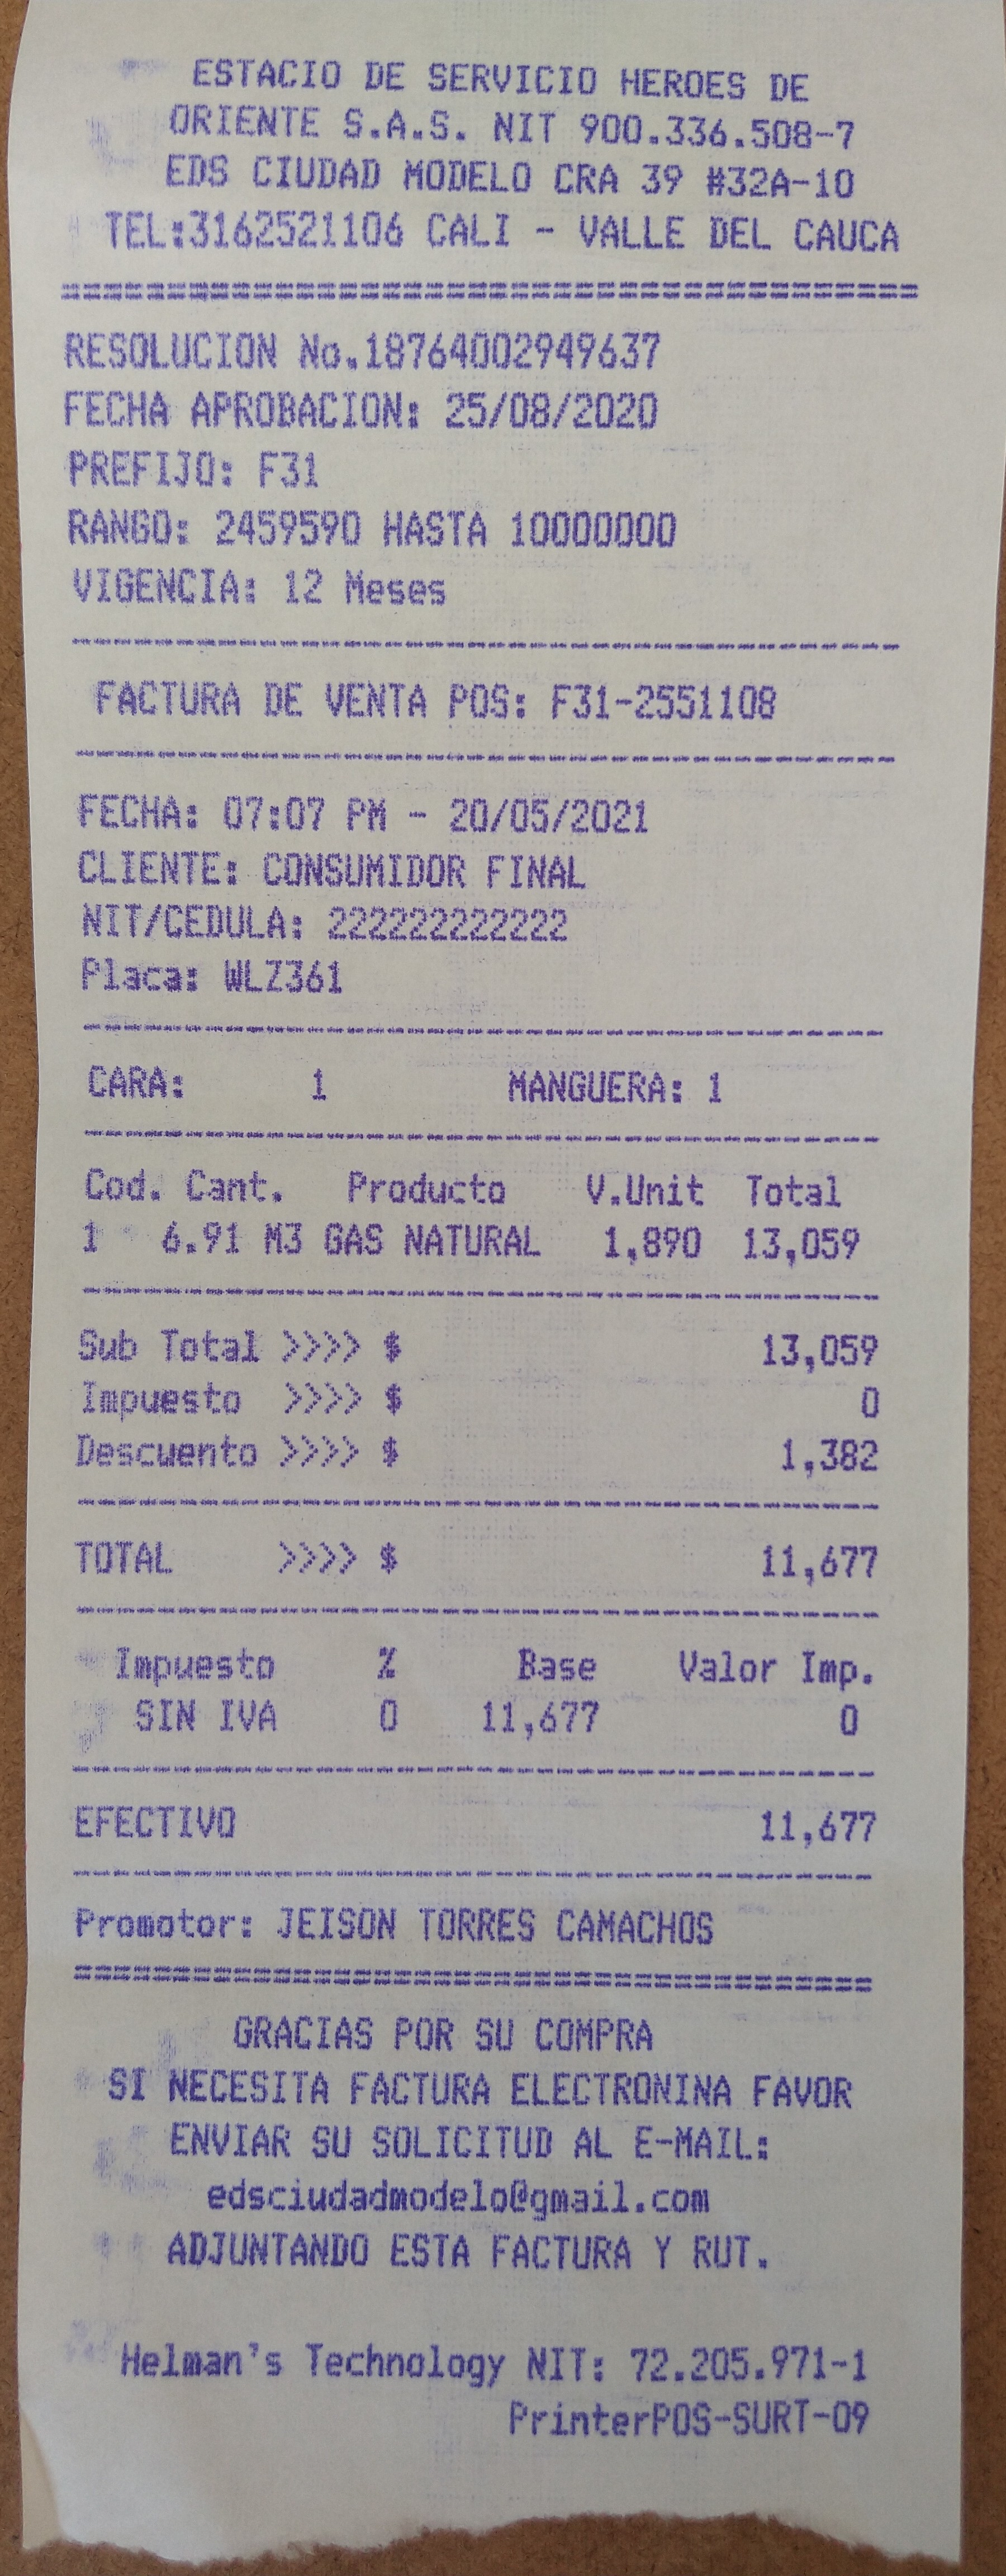 ESTACIO DE SERVICIO HEROES DE
ORIENTE S.A.S. NIT 900.336.508-7
EDS CIUDAD MODELO CRA 39 #32A-10
TEL:3162521106 CALI - VALLE DEL CAUCA
RESOLUCION No.18764002949637
FECHA APROBACION: 25/08/2020
PREFIJO: F31
RANGO: 2459590 HASTA 10000000
VIGENCIA: 12 Meses
FACTURA DE VENTA POS: F31-2551108
FECHA: 07:07 PM - 20/05/2021
CLIENTE: CONSUMIDOR FINAL
NIT/CEDULA: 222222222222
Placa: WLZ361
CARA: 1 MANGUERA: 1
Cod. Cant. Producto V.Unit Total
1 6.91 M3 GAS NATURAL 1,890 13,059
Sub Total >>>> $ 13,059
Impuesto >>>> $ 0
Descuento >>>> $ 1,382
TOTAL >>>> $ 11,677
Impuesto % Base Valor Imp.
SIN IVA 0 11,677 0
EFECTIVO 11,677
Promotor: JEISON TORRES CAMACHOS
GRACIAS POR SU COMPRA
SI NECESITA FACTURA ELECTRONINA FAVOR
ENVIAR SU SOLICITUD AL E-MAIL:
edsciudadmodelo@gmail.com
ADJUNTANDO ESTA FACTURA Y RUT.
Helman's Technology NIT: 72.205.971-1
PrinterPOS-SURT-09